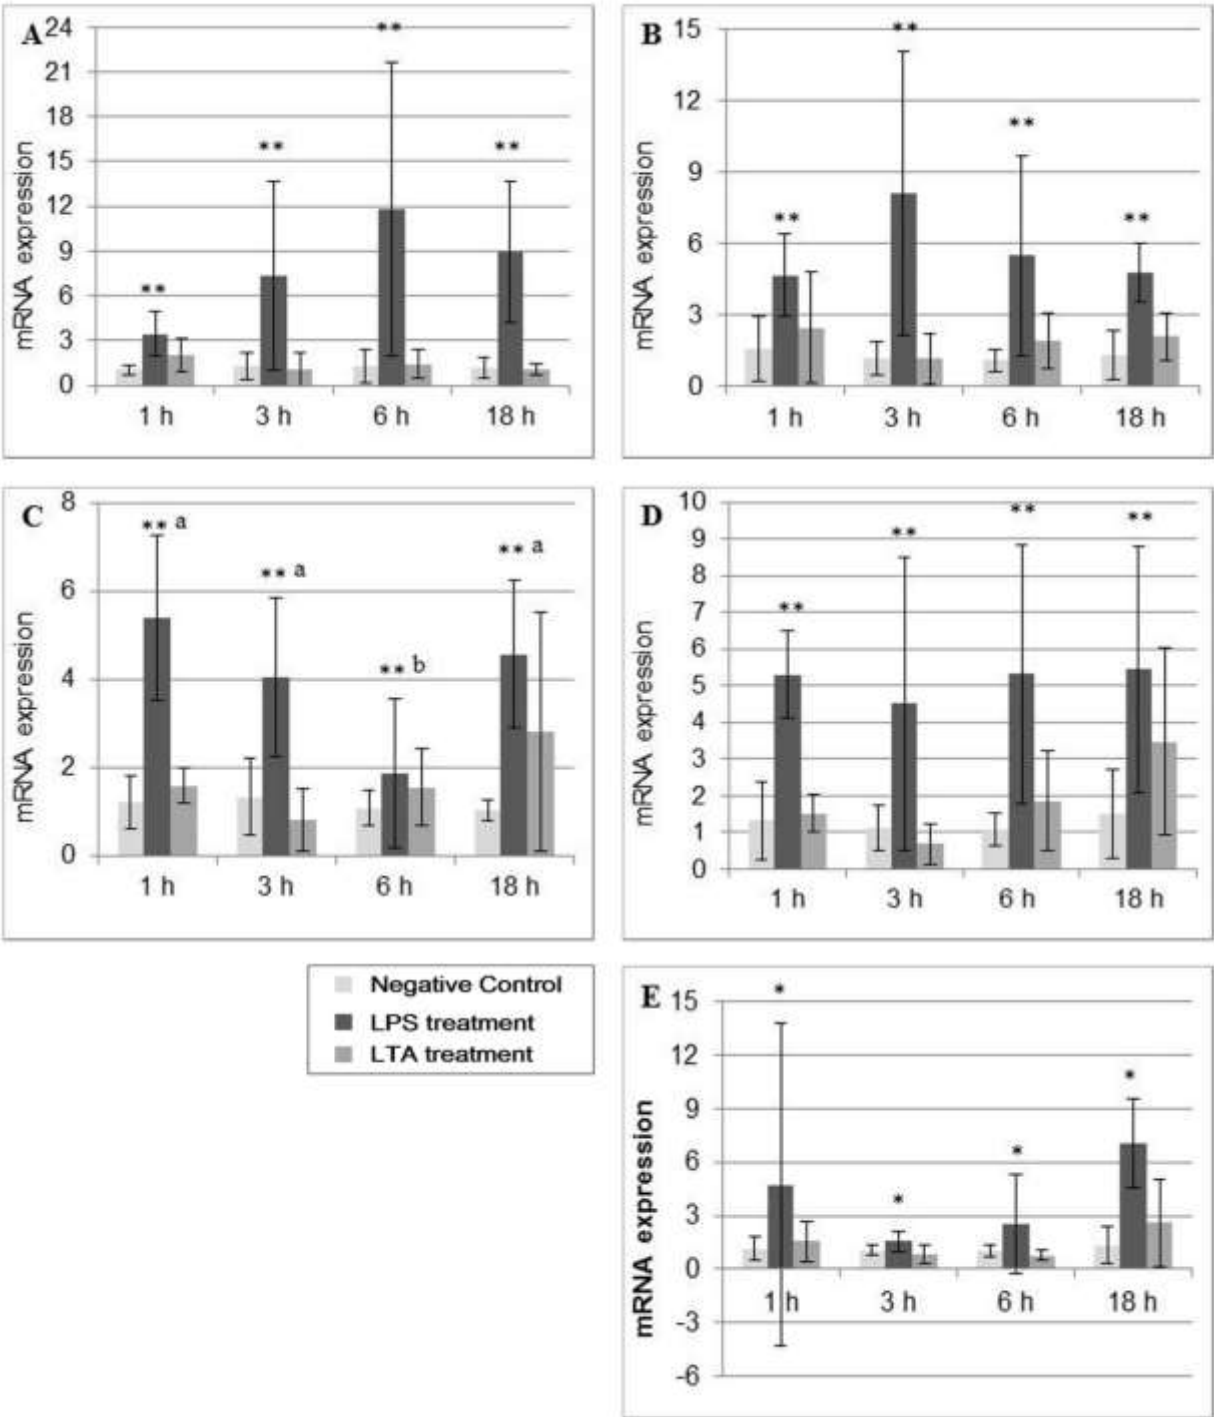 A
24
21
18
15
12
9
6
3
0
mRNA expression
**
**
**
**
1 h
3 h
6 h
18 h
B
15
12
9
6
3
0
mRNA expression
**
**
**
**
1 h
3 h
6 h
18 h
C
8
6
4
2
0
mRNA expression
** a
** a
** b
** a
1 h
3 h
6 h
18 h
D
10
9
8
7
6
5
4
3
2
1
0
mRNA expression
**
**
**
**
1 h
3 h
6 h
18 h
Negative Control
LPS treatment
LTA treatment
E
15
12
9
6
3
0
-3
-6
mRNA expression
*
*
*
*
1 h
3 h
6 h
18 h